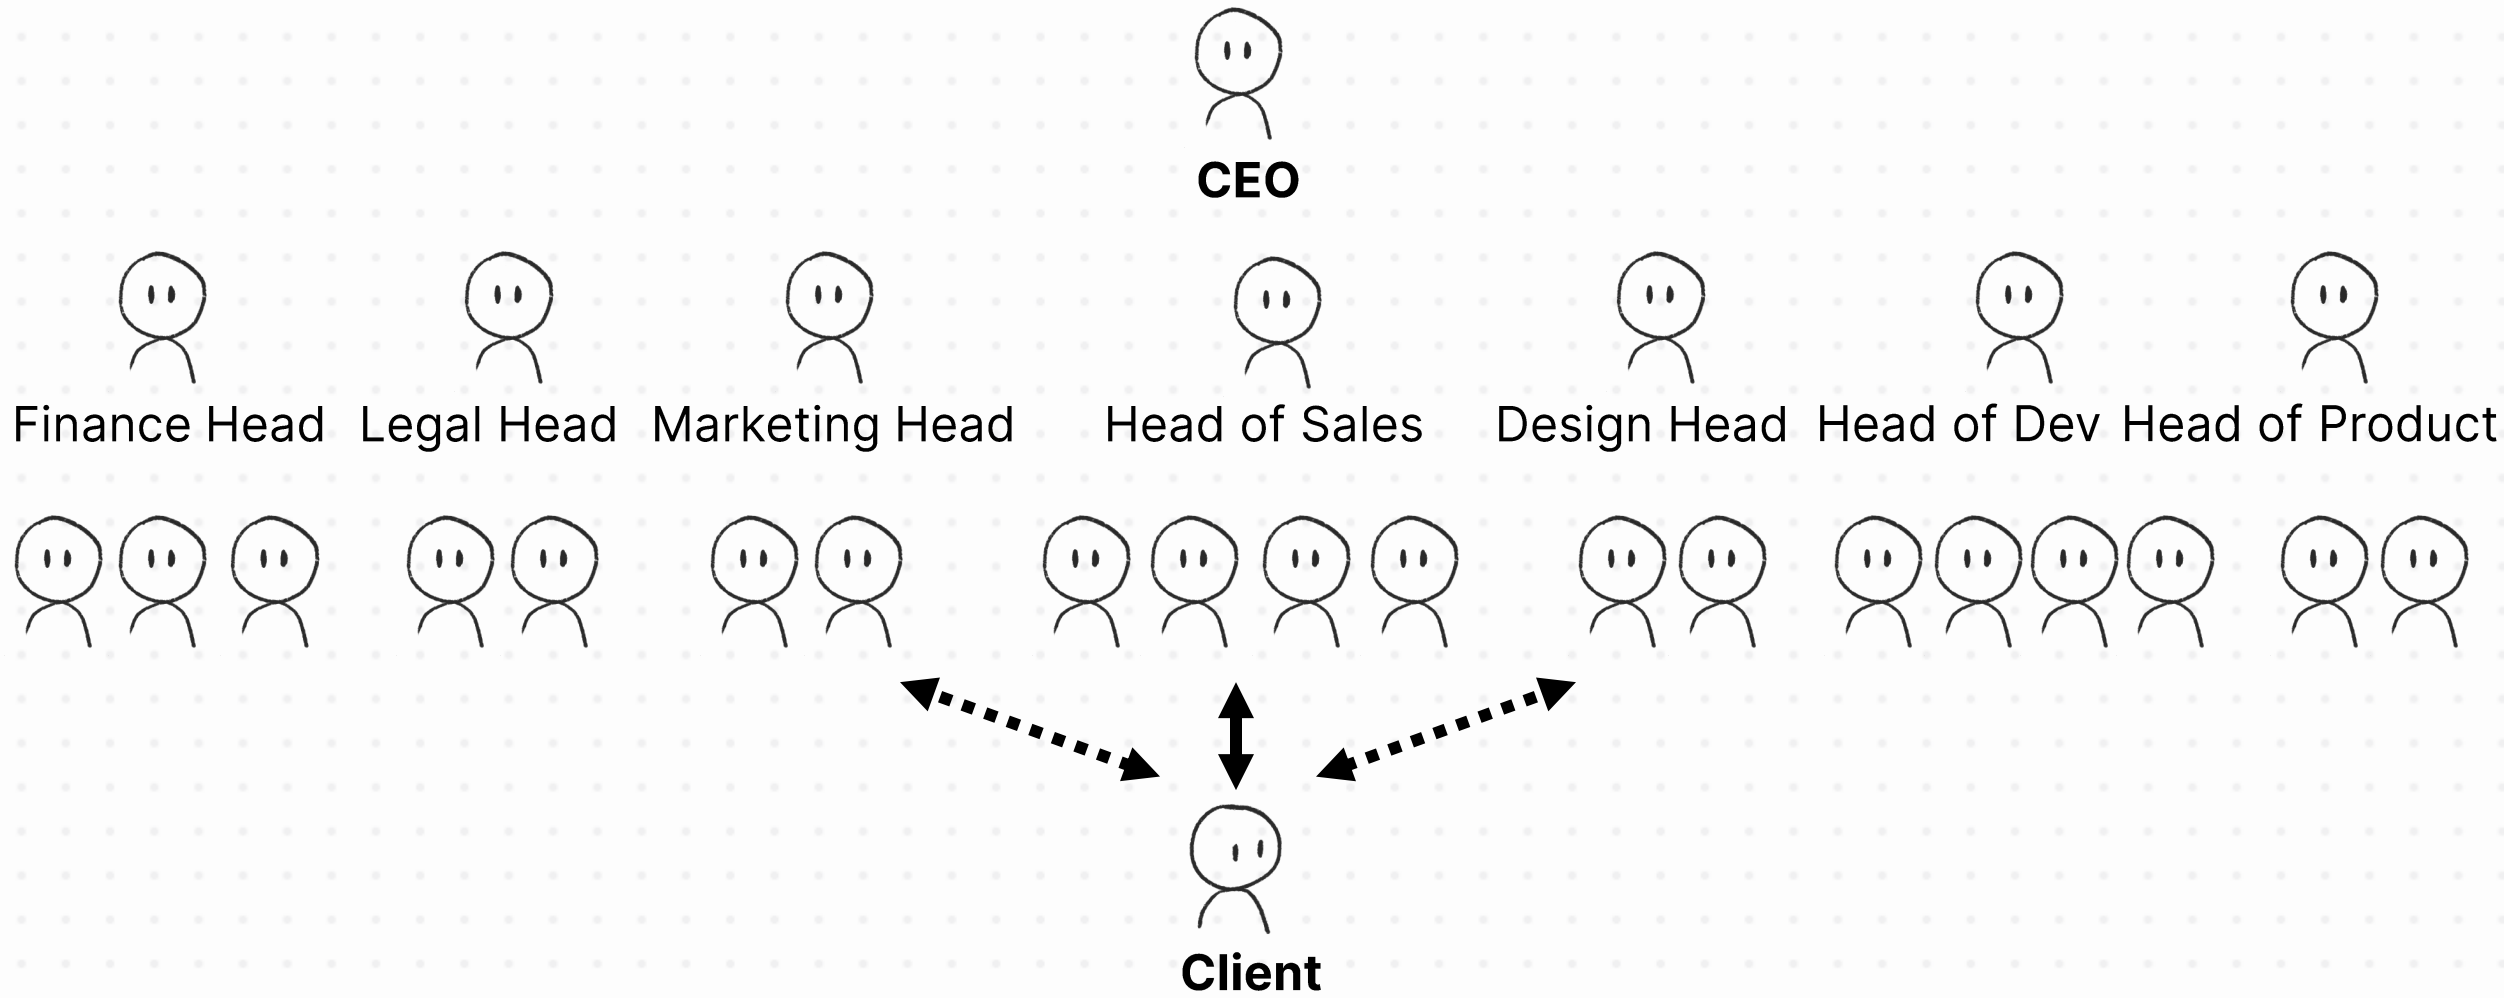 CEO
Finance Head
Legal Head
Marketing Head
Head of Sales
Design Head
Head of Dev
Head of Product
Client